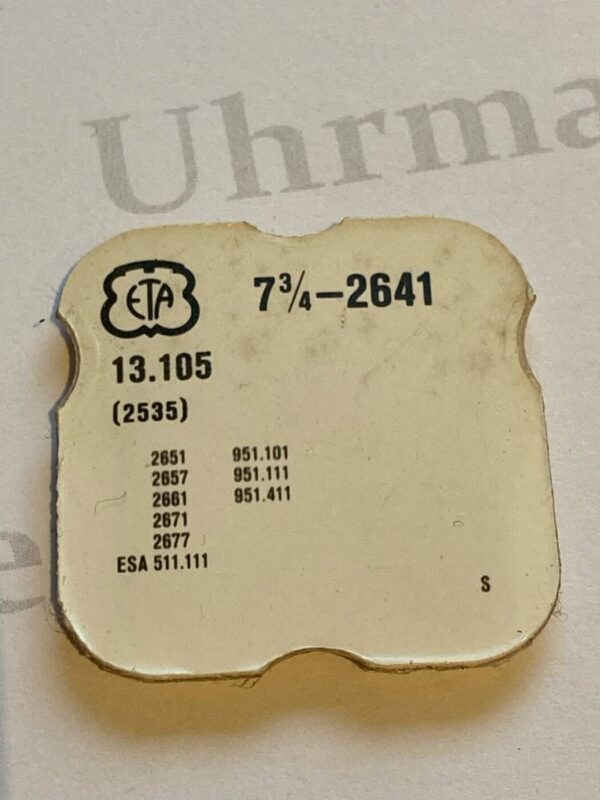 Uhrma
ETA
7¾–2641
13.105
(2535)
2651 951.101
2657 951.111
2661 951.411
2671
2677
ESA 511.111
S
e